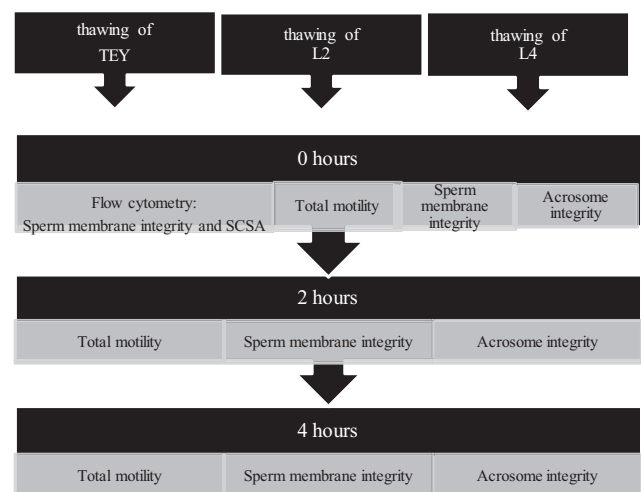 thawing of
TEY
thawing of
L2
thawing of
L4
0 hours
Flow cytometry:
Sperm membrane integrity and SCSA
Total motility
Sperm
membrane
integrity
Acrosome
integrity
2 hours
Total motility
Sperm membrane integrity
Acrosome integrity
4 hours
Total motility
Sperm membrane integrity
Acrosome integrity